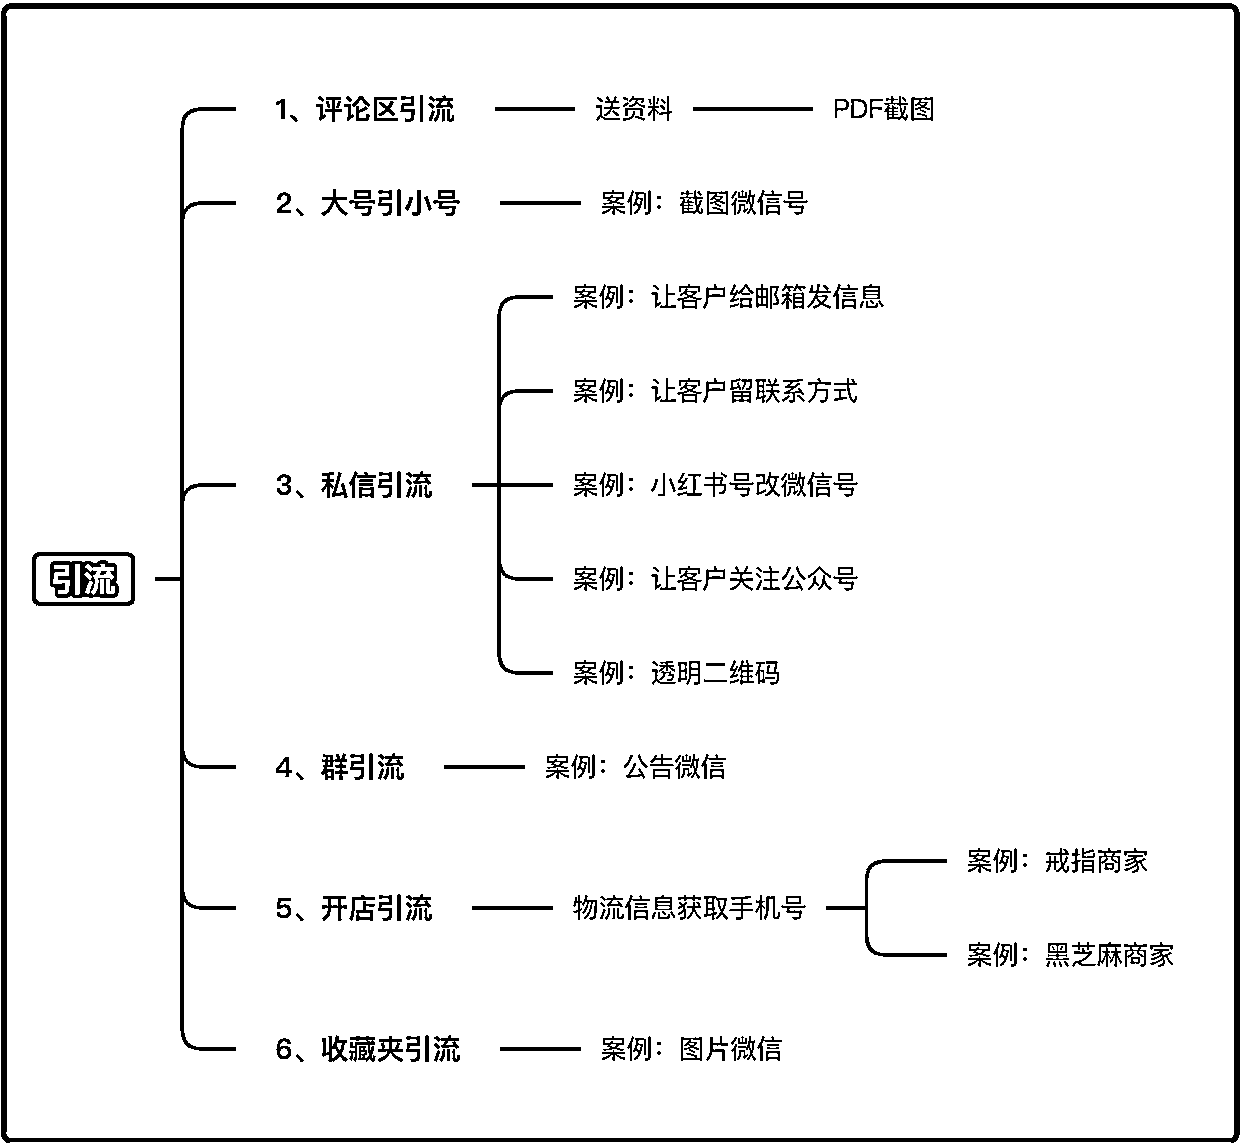 1、评论区引流
送资料
PDF截图
2、大号引小号
案例：截图微信号
案例：让客户给邮箱发信息
案例：让客户留联系方式
3、私信引流
案例：小红书号改微信号
引流
案例：让客户关注公众号
案例：透明二维码
4、群引流
案例：公告微信
案例：戒指商家
5、开店引流
物流信息获取手机号
案例：黑芝麻商家
6、收藏夹引流
案例：图片微信